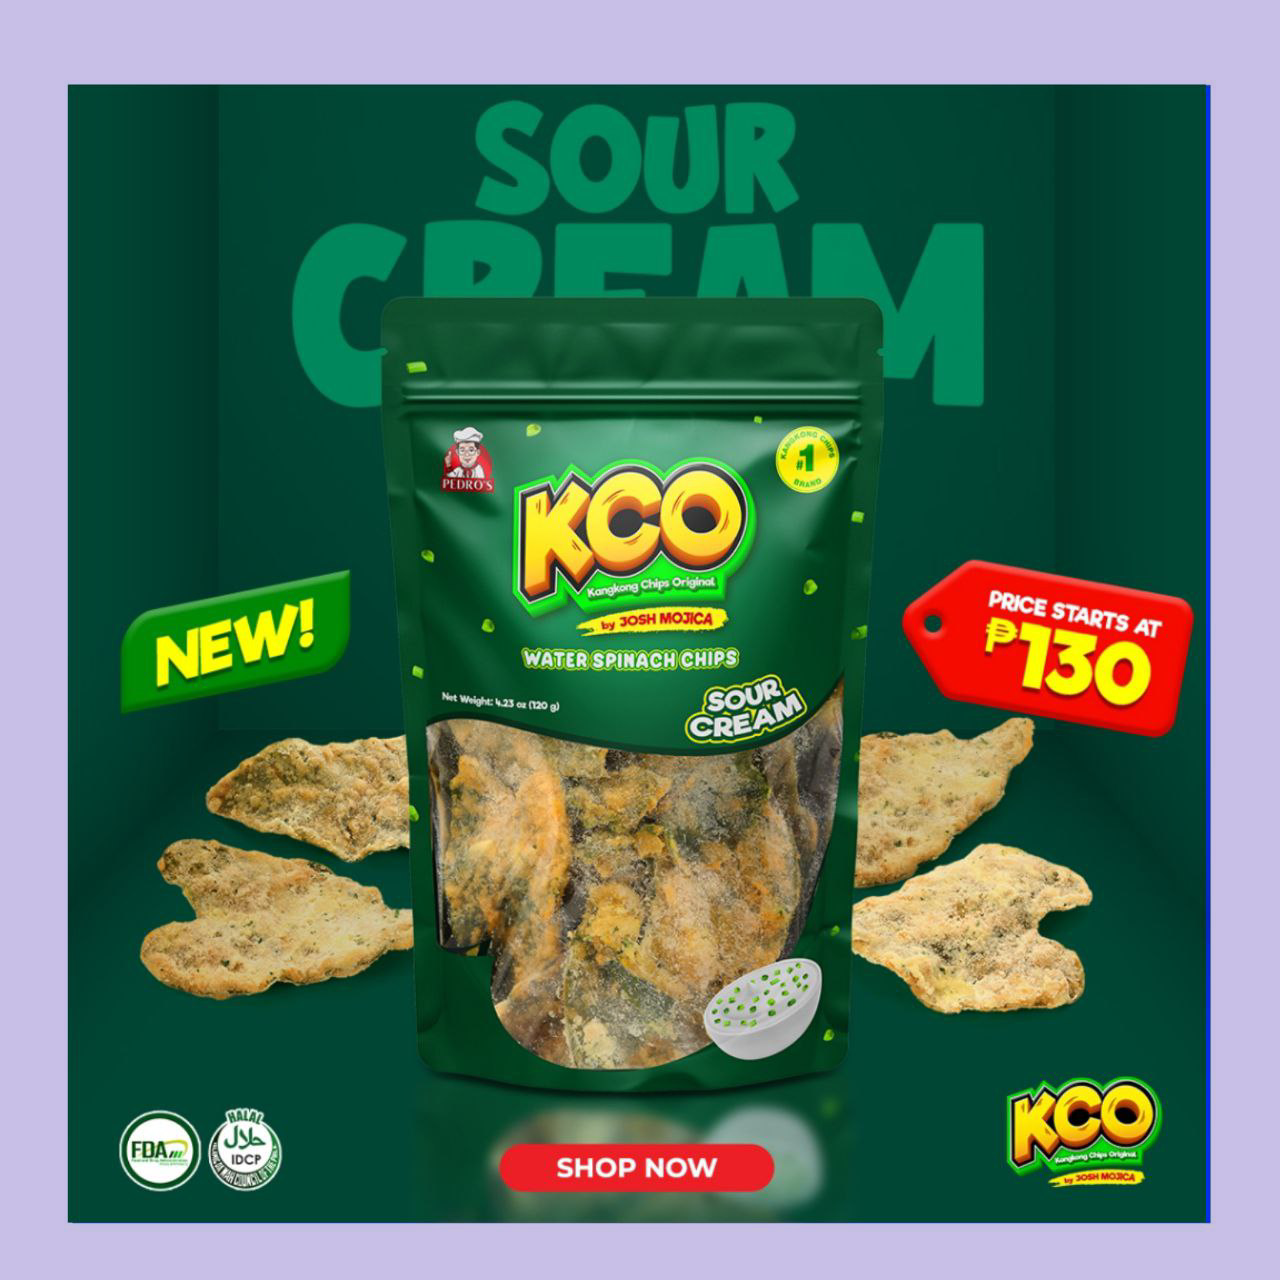 SOUR
CREAM
PEDRO'S
KANGKONG CHIPS
#1
BRAND
KCO
Kangkong Chips Original
by JOSH MOJICA
WATER SPINACH CHIPS
Net Weight: 4.23 oz (120 g)
SOUR
CREAM
NEW!
PRICE STARTS AT
₱130
FDA
HALAL
حلال
IDCP
SHOP NOW
KCO
Kangkong Chips Original
by JOSH MOJICA